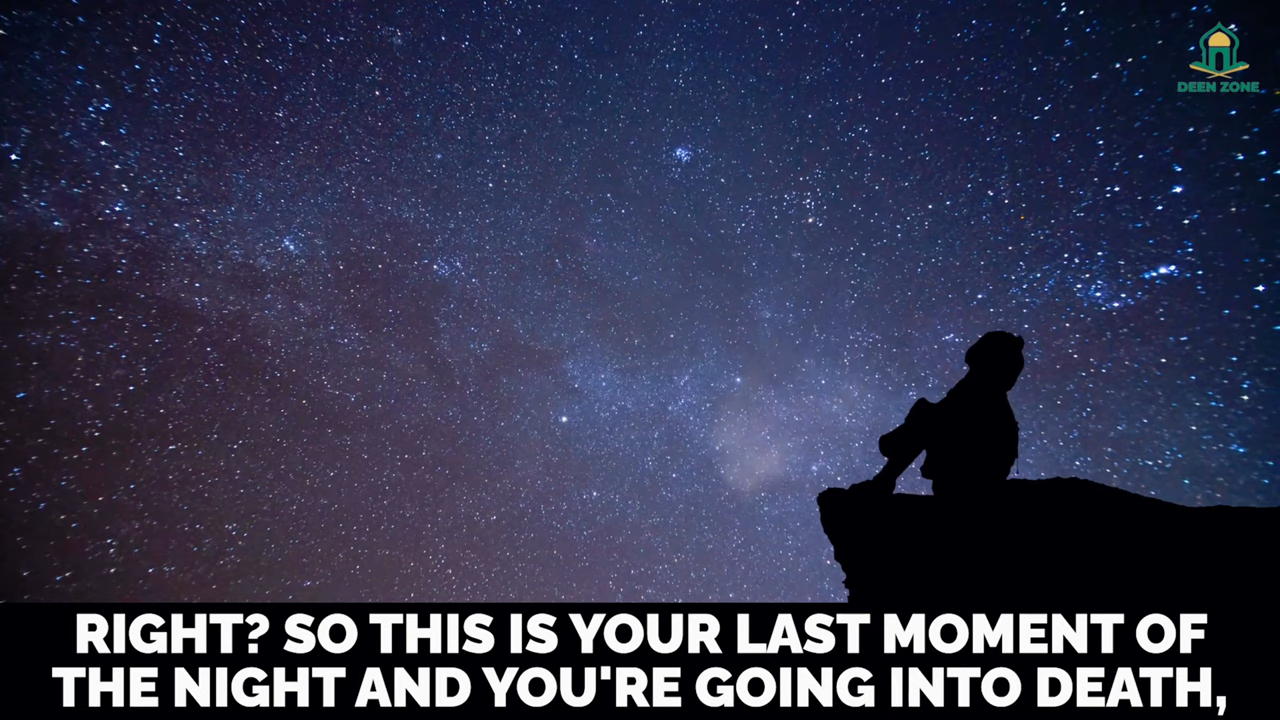 DEEN ZONE
RIGHT? SO THIS IS YOUR LAST MOMENT OF
THE NIGHT AND YOU'RE GOING INTO DEATH,